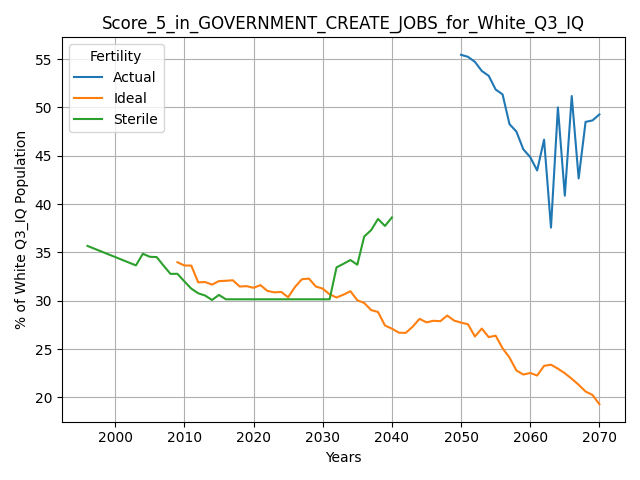 Score_5_in_GOVERNMENT_CREATE_JOBS_for_White_Q3_IQ
Fertility
Actual
Ideal
Sterile
% of White Q3_IQ Population
55
50
45
40
35
30
25
20
2000
2010
2020
2030
2040
2050
2060
2070
Years